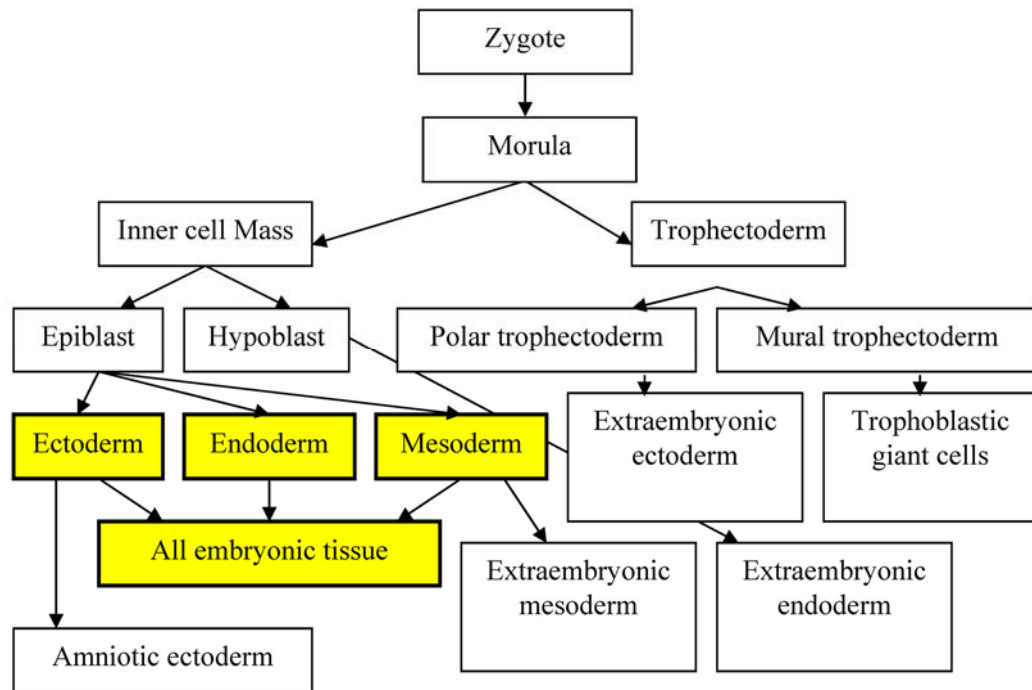 Zygote
Morula
Inner cell Mass
Trophectoderm
Epiblast
Hypoblast
Polar trophectoderm
Mural trophectoderm
Ectoderm
Endoderm
Mesoderm
Extraembryonic
ectoderm
Trophoblastic
giant cells
All embryonic tissue
Extraembryonic
mesoderm
Extraembryonic
endoderm
Amniotic ectoderm